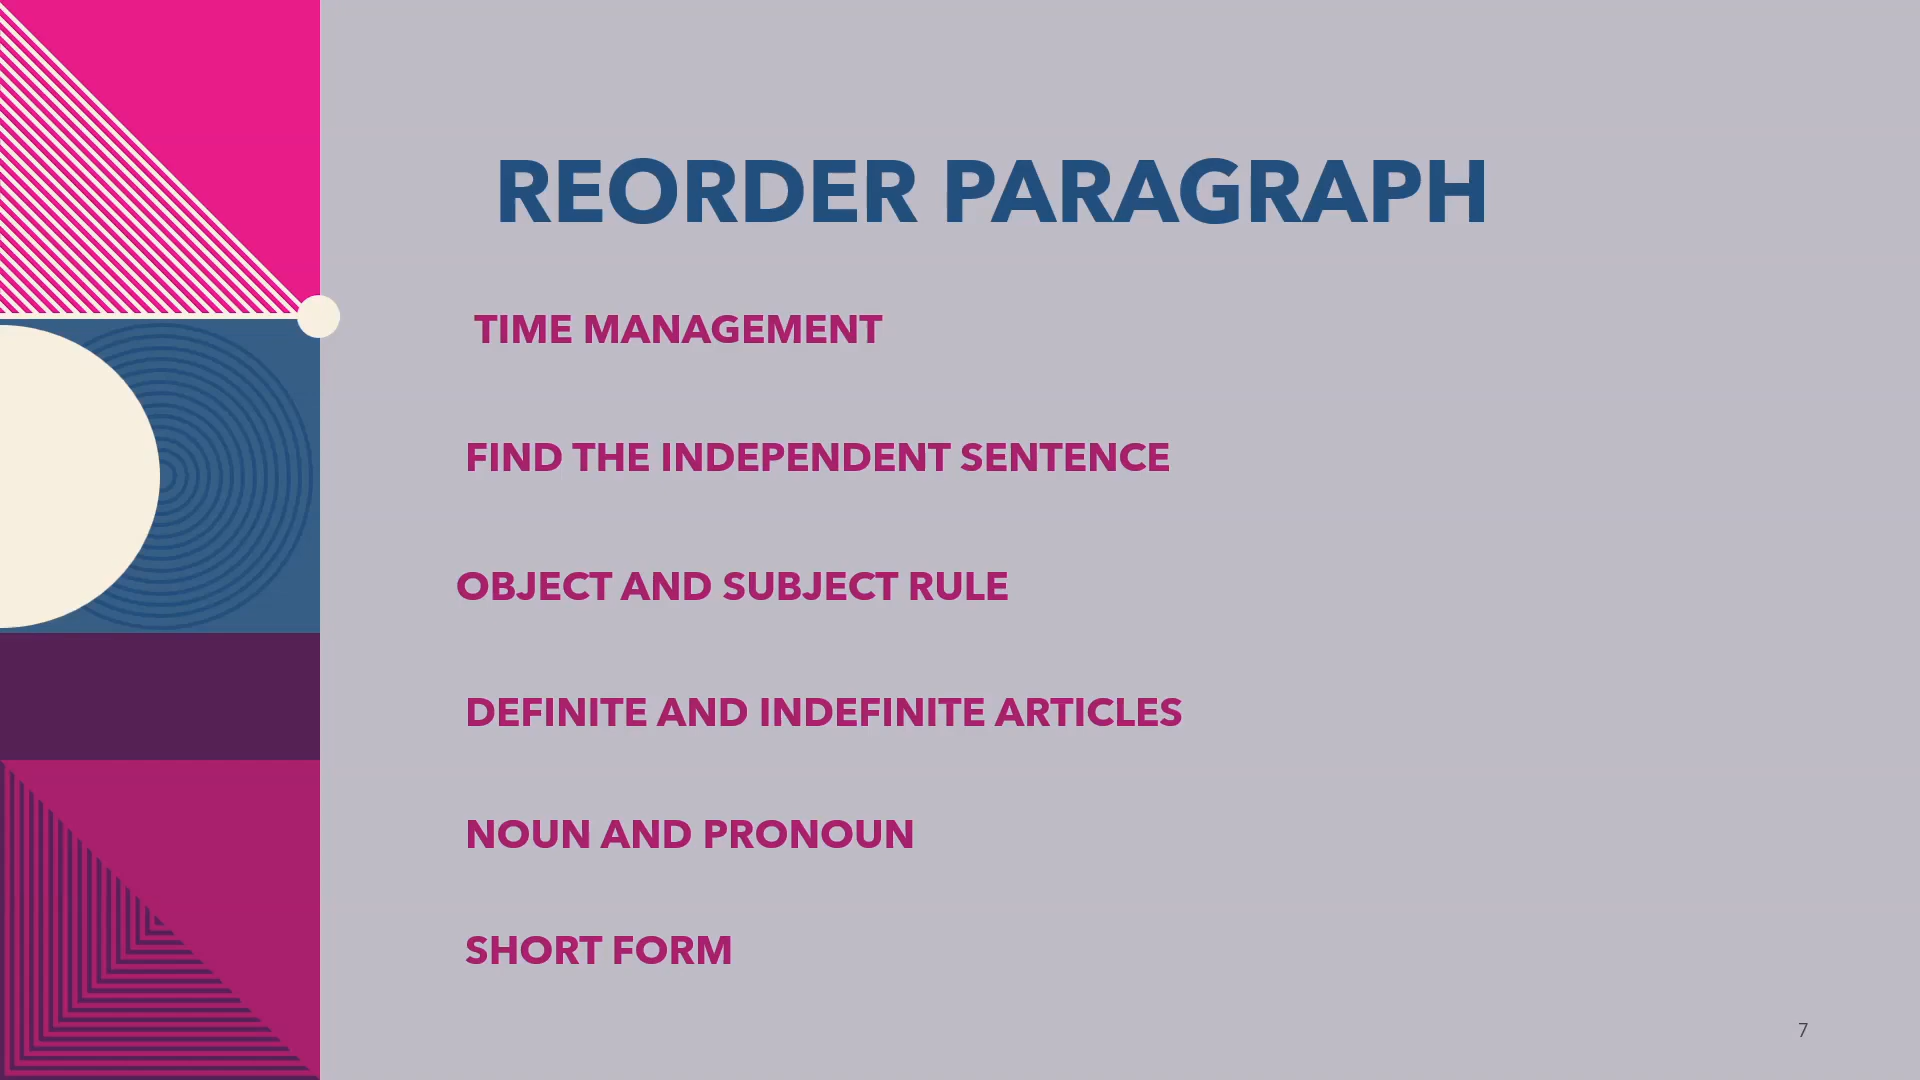 REORDER PARAGRAPH
TIME MANAGEMENT
FIND THE INDEPENDENT SENTENCE
OBJECT AND SUBJECT RULE
DEFINITE AND INDEFINITE ARTICLES
NOUN AND PRONOUN
SHORT FORM
7